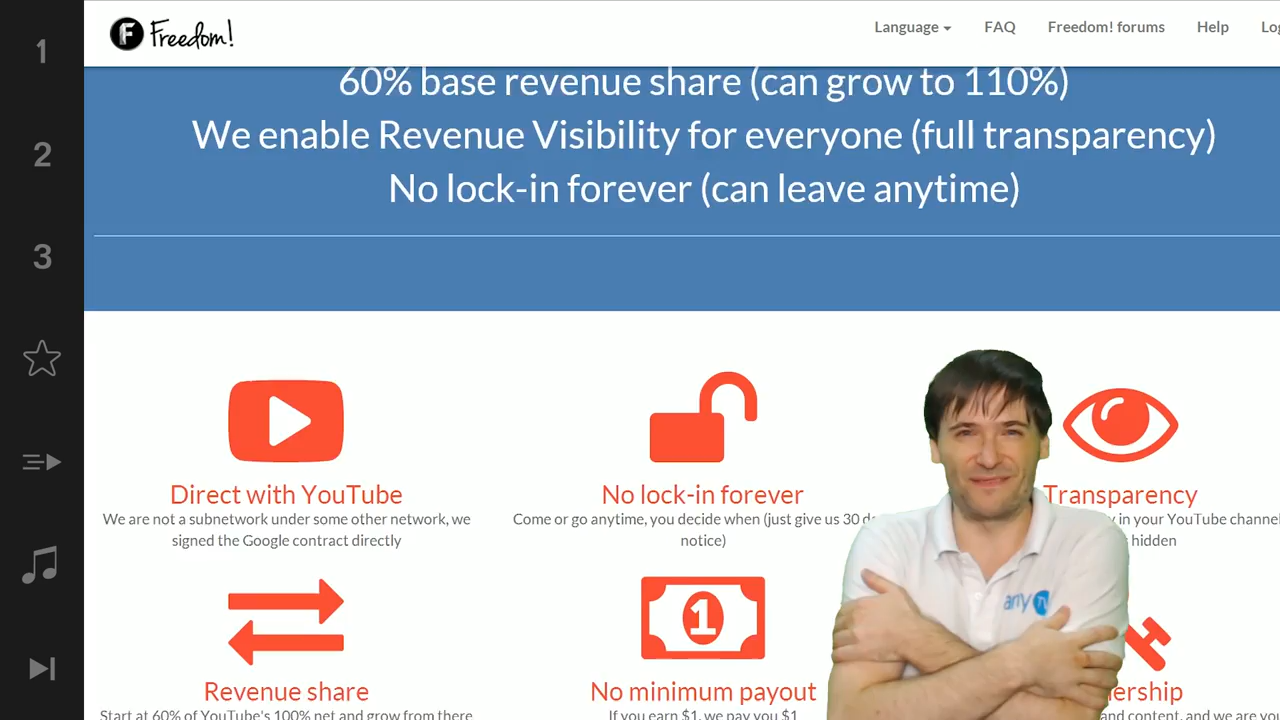 1
2
3
F Freedom!
Language FAQ Freedom! forums Help
60% base revenue share (can grow to 110%)
We enable Revenue Visibility for everyone (full transparency)
No lock-in forever (can leave anytime)
Direct with YouTube
We are not a subnetwork under some other network, we
signed the Google contract directly
No lock-in forever
Come or go anytime, you decide when (just give us 30
notice)
Transparency
in your YouTube channel
hidden
any TV
1
Revenue share
Start at 60% of YouTube's 100% net and grow from there
No minimum payout
If you earn $1, we pay you $1
and content, and we are